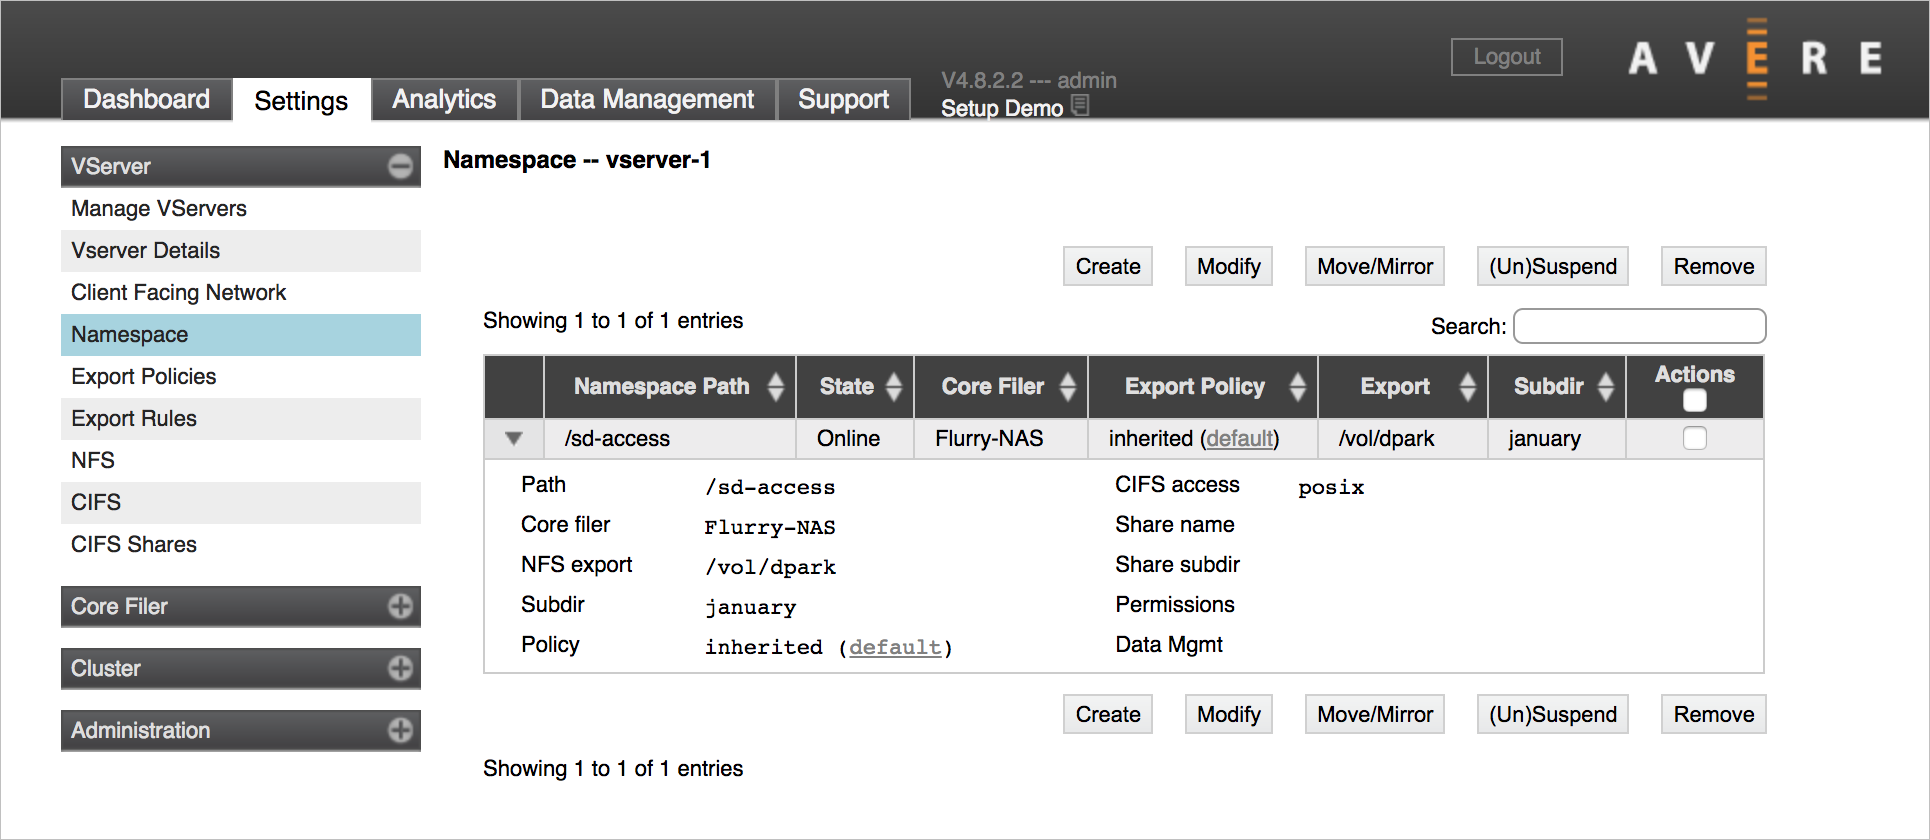 Logout
AVERE
V4.8.2.2 --- admin
Dashboard Settings Analytics Data Management Support Setup Demo
VServer
Manage VServers
Vserver Details
Client Facing Network
Namespace
Export Policies
Export Rules
NFS
CIFS
CIFS Shares
Core Filer
Cluster
Administration
Namespace -- vserver-1
Create Modify Move/Mirror (Un)Suspend Remove
Showing 1 to 1 of 1 entries
Search:
Namespace Path State Core Filer Export Policy Export Subdir Actions
/sd-access Online Flurry-NAS inherited (default) /vol/dpark january
Path /sd-access CIFS access posix
Core filer Flurry-NAS Share name
NFS export /vol/dpark Share subdir
Subdir january Permissions
Policy inherited (default) Data Mgmt
Create Modify Move/Mirror (Un)Suspend Remove
Showing 1 to 1 of 1 entries